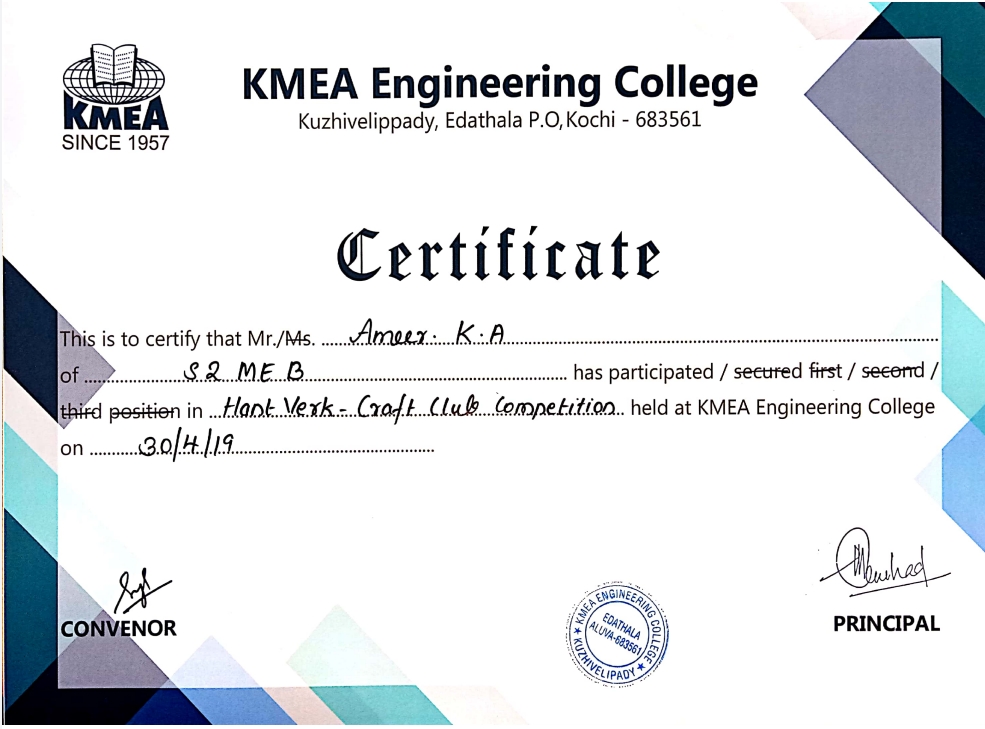 KMEA
SINCE 1957
KMEA Engineering College
Kuzhivelippady, Edathala P.O,Kochi - 683561
Certificate
This is to certify that Mr./Ms. Ameer. K.A
of S2 ME B has participated / secured first / second /
third position in Hant Verk - Craft Club Competition held at KMEA Engineering College
on 30/4/19
CONVENOR
KMEA ENGINEERING COLLEGE
EDATHALA
ALUVA-683561
KUZHIVELIPADY
PRINCIPAL